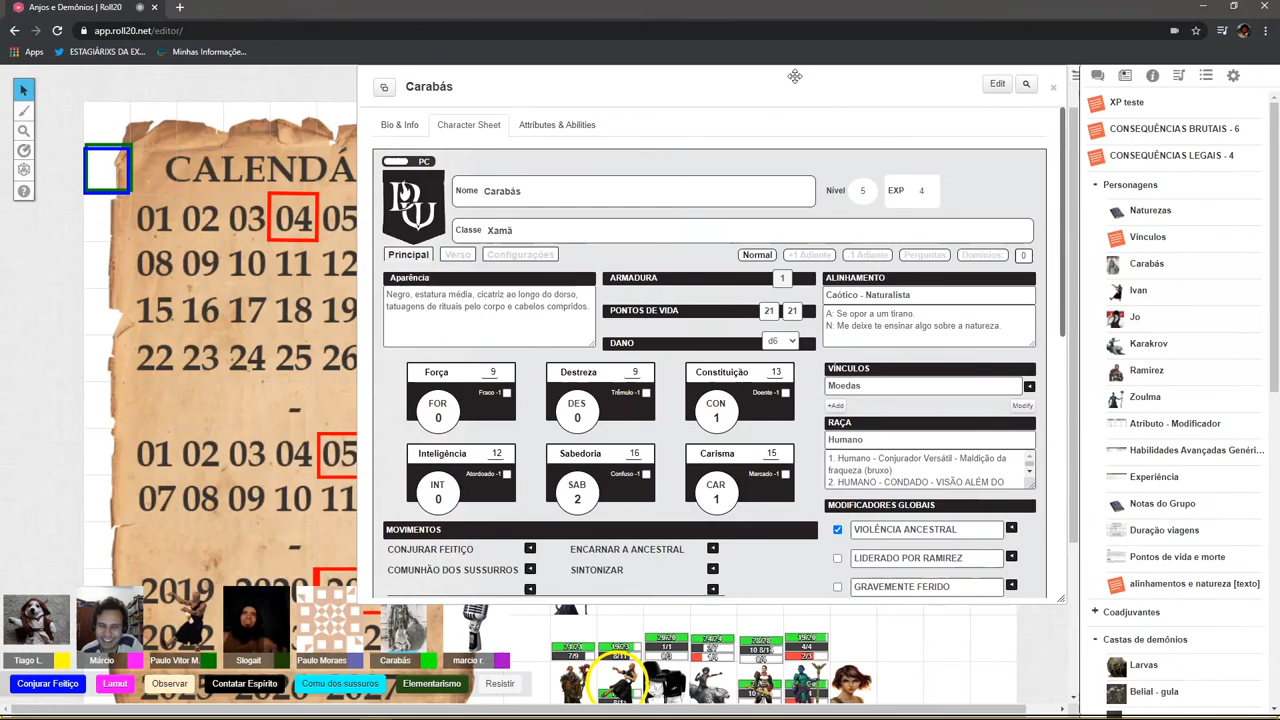 Anjos e Demônios | Roll20
app.roll20.net/editor/
Apps
ESTAGIÁRIXS DA EX...
Minhas Informaçõe...
CALENDÁ
01 02 03 04 05
08 09 10 11 12
15 16 17 18 19
22 23 24 25 26
-
01 02 03 04 05
07 08 09 10 11
-
2019
Carabás
Edit
Bio & Info
Character Sheet
Attributes & Abilities
PC
DW
Nome Carabás
Nível 5
EXP 4
Classe Xamã
Principal
Verso
Configurações
Normal
+1 Adiante
-1 Adiante
Perguntas
Domínios:
0
Aparência
Negro, estatura média, cicatriz ao longo do dorso,
tatuagens de rituais pelo corpo e cabelos compridos.
ARMADURA 1
PONTOS DE VIDA 21 21
DANO d6
ALINHAMENTO
Caótico - Naturalista
A: Se opor a um tirano.
N: Me deixe te ensinar algo sobre a natureza.
Força 9
Fraco -1
FOR
0
Destreza 9
Trêmulo -1
DES
0
Constituição 13
Doente -1
CON
1
Inteligência 12
Atordoado -1
INT
0
Sabedoria 16
Confuso -1
SAB
2
Carisma 15
Marcado -1
CAR
1
VÍNCULOS
Moedas
+Add
Modify
RAÇA
Humano
1. Humano - Conjurador Versátil - Maldição da
fraqueza (bruxo)
2. HUMANO - CONDADO - VISÃO ALÉM DO
MODIFICADORES GLOBAIS
VIOLÊNCIA ANCESTRAL
LIDERADO POR RAMIREZ
GRAVEMENTE FERIDO
MOVIMENTOS
CONJURAR FEITIÇO
ENCARNAR A ANCESTRAL
COMUNHÃO DOS SUSSURROS
SINTONIZAR
XP teste
CONSEQUÊNCIAS BRUTAIS - 6
CONSEQUÊNCIAS LEGAIS - 4
Personagens
Naturezas
Vínculos
Carabás
Ivan
Jo
Karakrov
Ramirez
Zoulma
Atributo - Modificador
Habilidades Avançadas Genéri...
Experiência
Notas do Grupo
Duração viagens
Pontos de vida e morte
alinhamentos e natureza [texto]
Coadjuvantes
Castas de demônios
Larvas
Belial - gula
Tiago L.
Márcio
Paulo Vitor M.
Slogait
Paulo Moraes
Carabás
marcio r.
Conjurar Feitiço
Lamut
Observar
Contatar Espírito
Comu dos sussuros
Elementarismo
Resistir